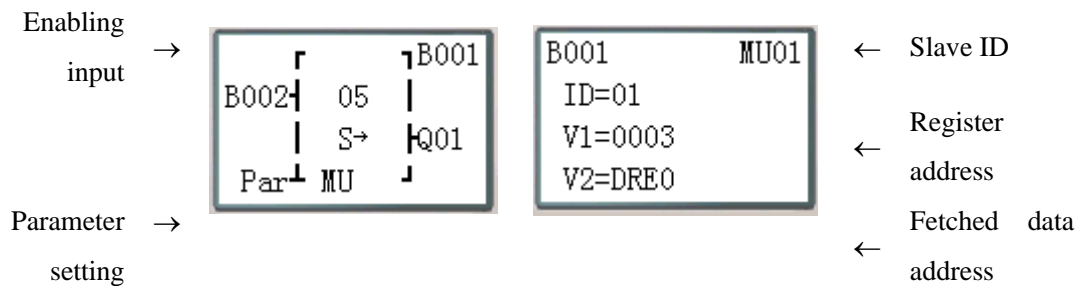 Enabling
input
→
B001
B002
05
S→
Q01
Par
MU
Parameter →
setting
B001 MU01
ID=01
V1=0003
V2=DRE0
← Slave ID
Register
←
address
Fetched data
←
address